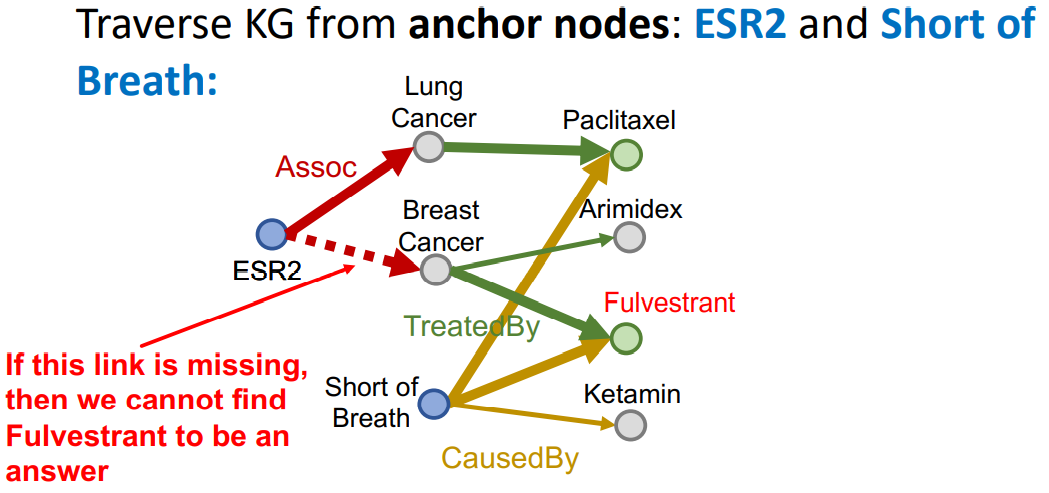 Traverse KG from anchor nodes: ESR2 and Short of
Breath:
Lung
Cancer
Paclitaxel
Assoc
Breast
Cancer
Arimidex
ESR2
Fulvestrant
TreatedBy
If this link is missing,
then we cannot find
Fulvestrant to be an
answer
Short of
Breath
Ketamin
CausedBy